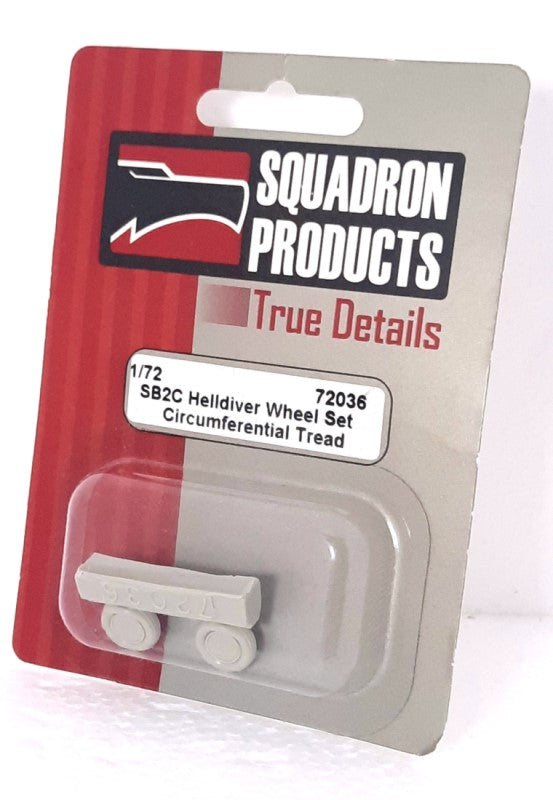 SQUADRON
PRODUCTS
True Details
1/72 72036
SB2C Helldiver Wheel Set
Circumferential Tread